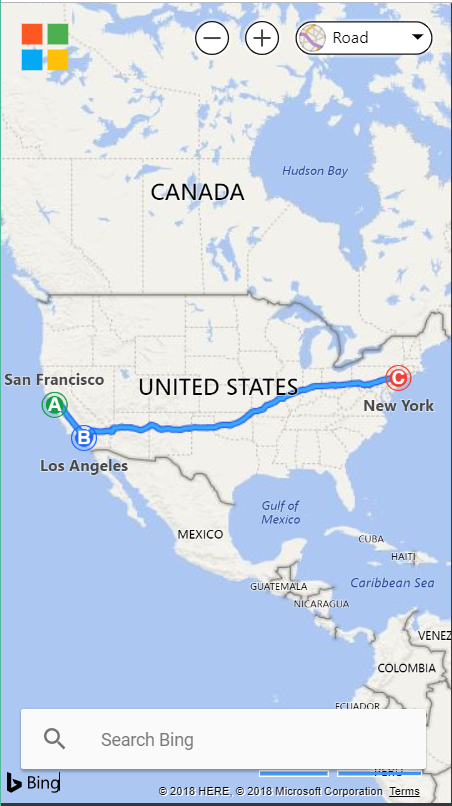 Road
Hudson Bay
CANADA
San Francisco
A
UNITED STATES
C
New York
B
Los Angeles
Gulf of
Mexico
MEXICO
CUBA
HAITI
GUATEMALA
Caribbean Sea
NICARAGUA
VENEZ
COLOMBIA
ECUADOR
Search Bing
PERU
Bing
© 2018 HERE, © 2018 Microsoft Corporation Terms